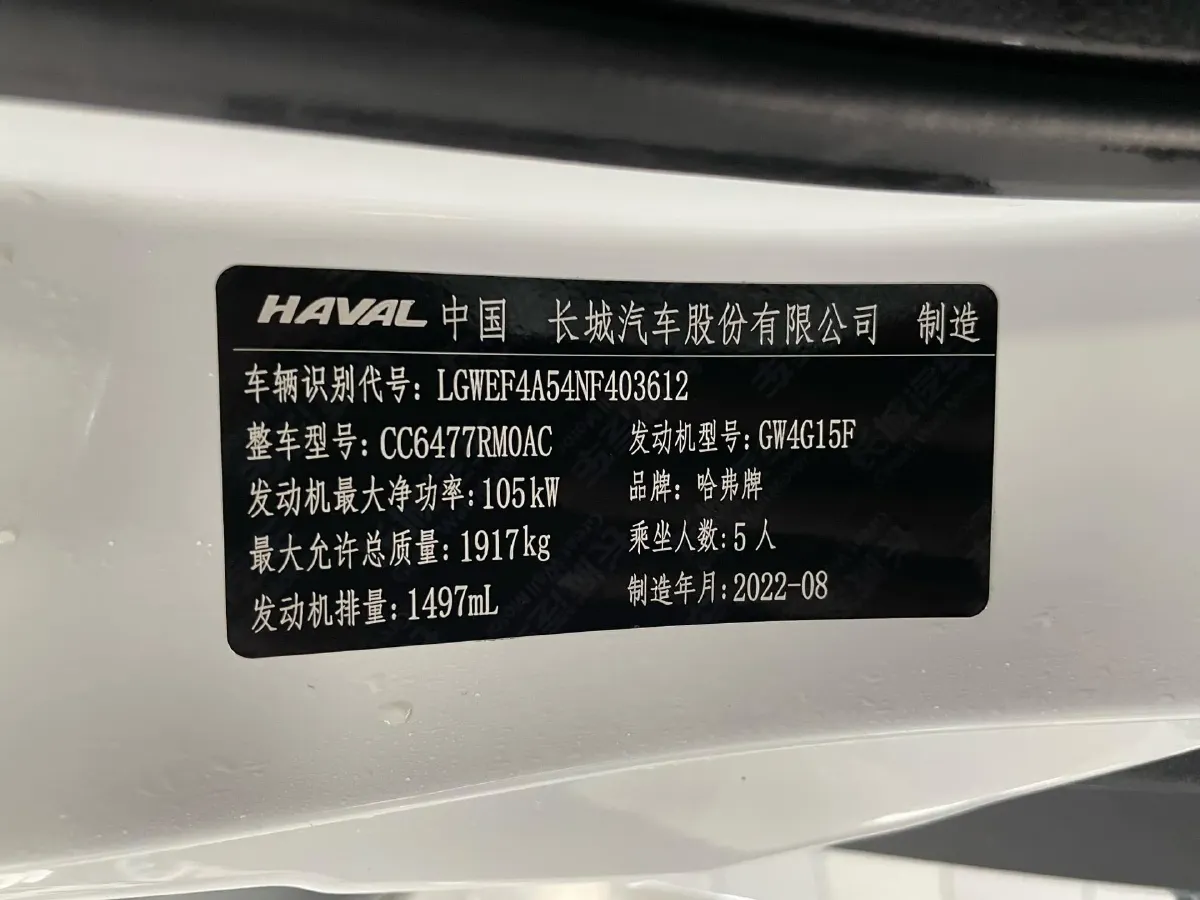 HAVAL 中国 长城汽车股份有限公司 制造
车辆识别代号: LGWEF4A54NF403612
整车型号: CC6477RM0AC 发动机型号: GW4G15F
发动机最大净功率: 105kW 品牌: 哈弗牌
最大允许总质量: 1917kg 乘坐人数: 5 人
发动机排量: 1497mL 制造年月: 2022-08